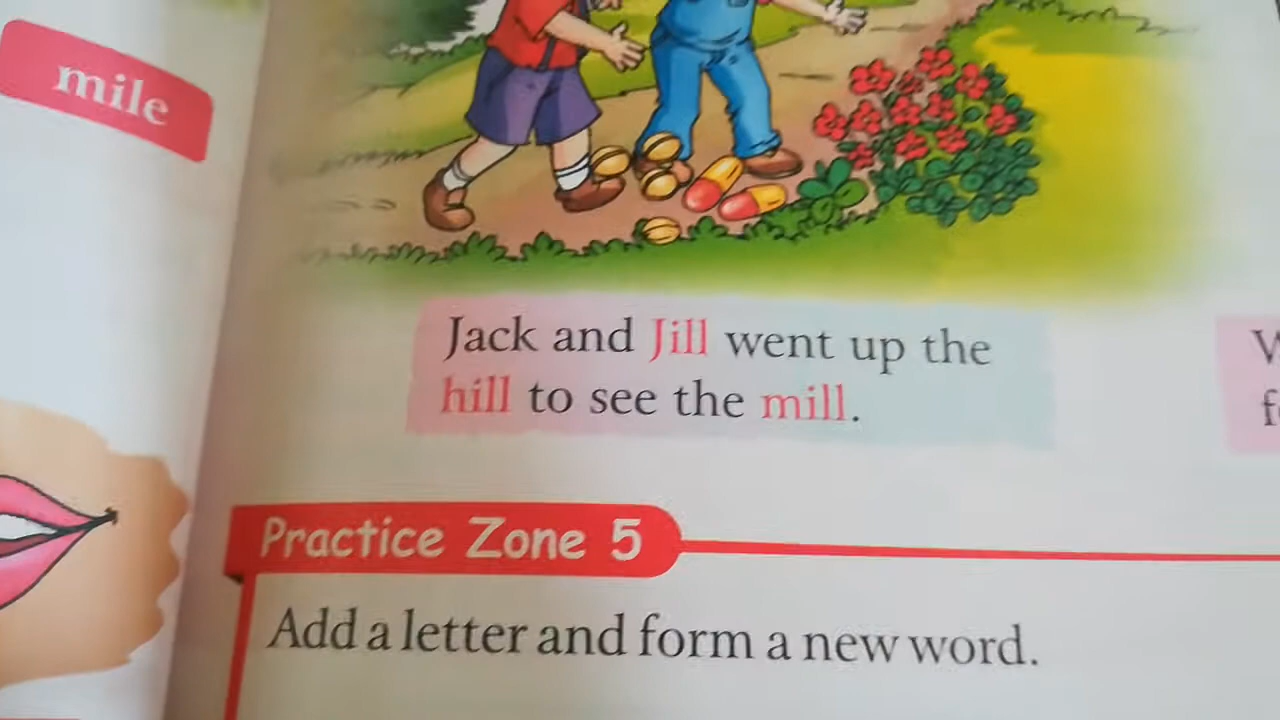 mile
Jack and Jill went up the
hill to see the mill.
Practice Zone 5
Add a letter and form a new word.